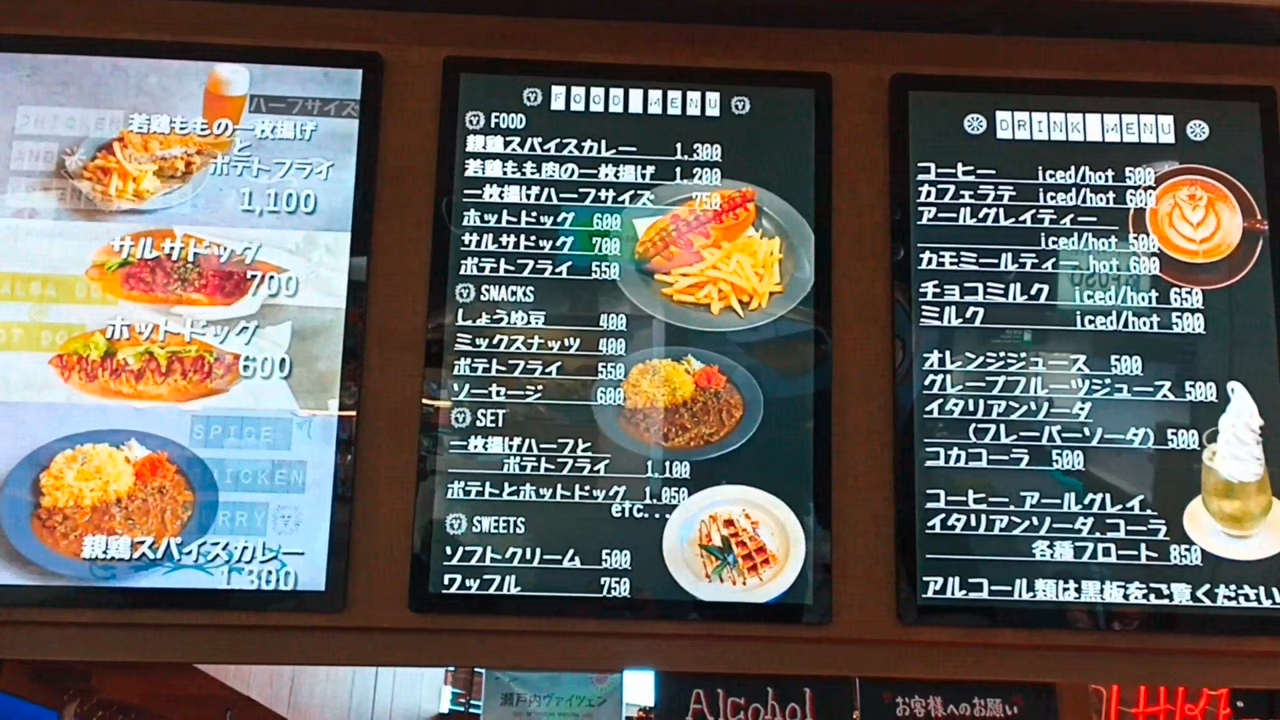 ハーフサイズ
CHICKEN
AND
若鶏ももの一枚揚げ
と
ポテトフライ
1,100
サルサドッグ
700
ホットドッグ
600
SPICE
CHICKEN
親鶏スパイスカレー
1,300
FOOD MENU
FOOD
親鶏スパイスカレー 1,300
若鶏もも肉の一枚揚げ 1,200
一枚揚げハーフサイズ 750
ホットドッグ 600
サルサドッグ 700
ポテトフライ 550
SNACKS
しょうゆ豆 400
ミックスナッツ 400
ポテトフライ 550
ソーセージ 600
SET
一枚揚げハーフと
ポテトフライ 1,100
ポテトとホットドッグ 1,050
etc...
SWEETS
ソフトクリーム 500
ワッフル 750
DRINK MENU
コーヒー iced/hot 500
カフェラテ iced/hot 600
アールグレイティー
iced/hot 500
カモミールティー hot 600
チョコミルク iced/hot 650
ミルク iced/hot 500
オレンジジュース 500
グレープフルーツジュース 500
イタリアンソーダ
(フレーバーソーダ) 500
コカコーラ 500
コーヒー、アールグレイ、
イタリアンソーダ、コーラ
各種フロート 850
アルコール類は黒板をご覧ください
瀬戸内ヴァイツェン
Alcohol
お客様へのお願い